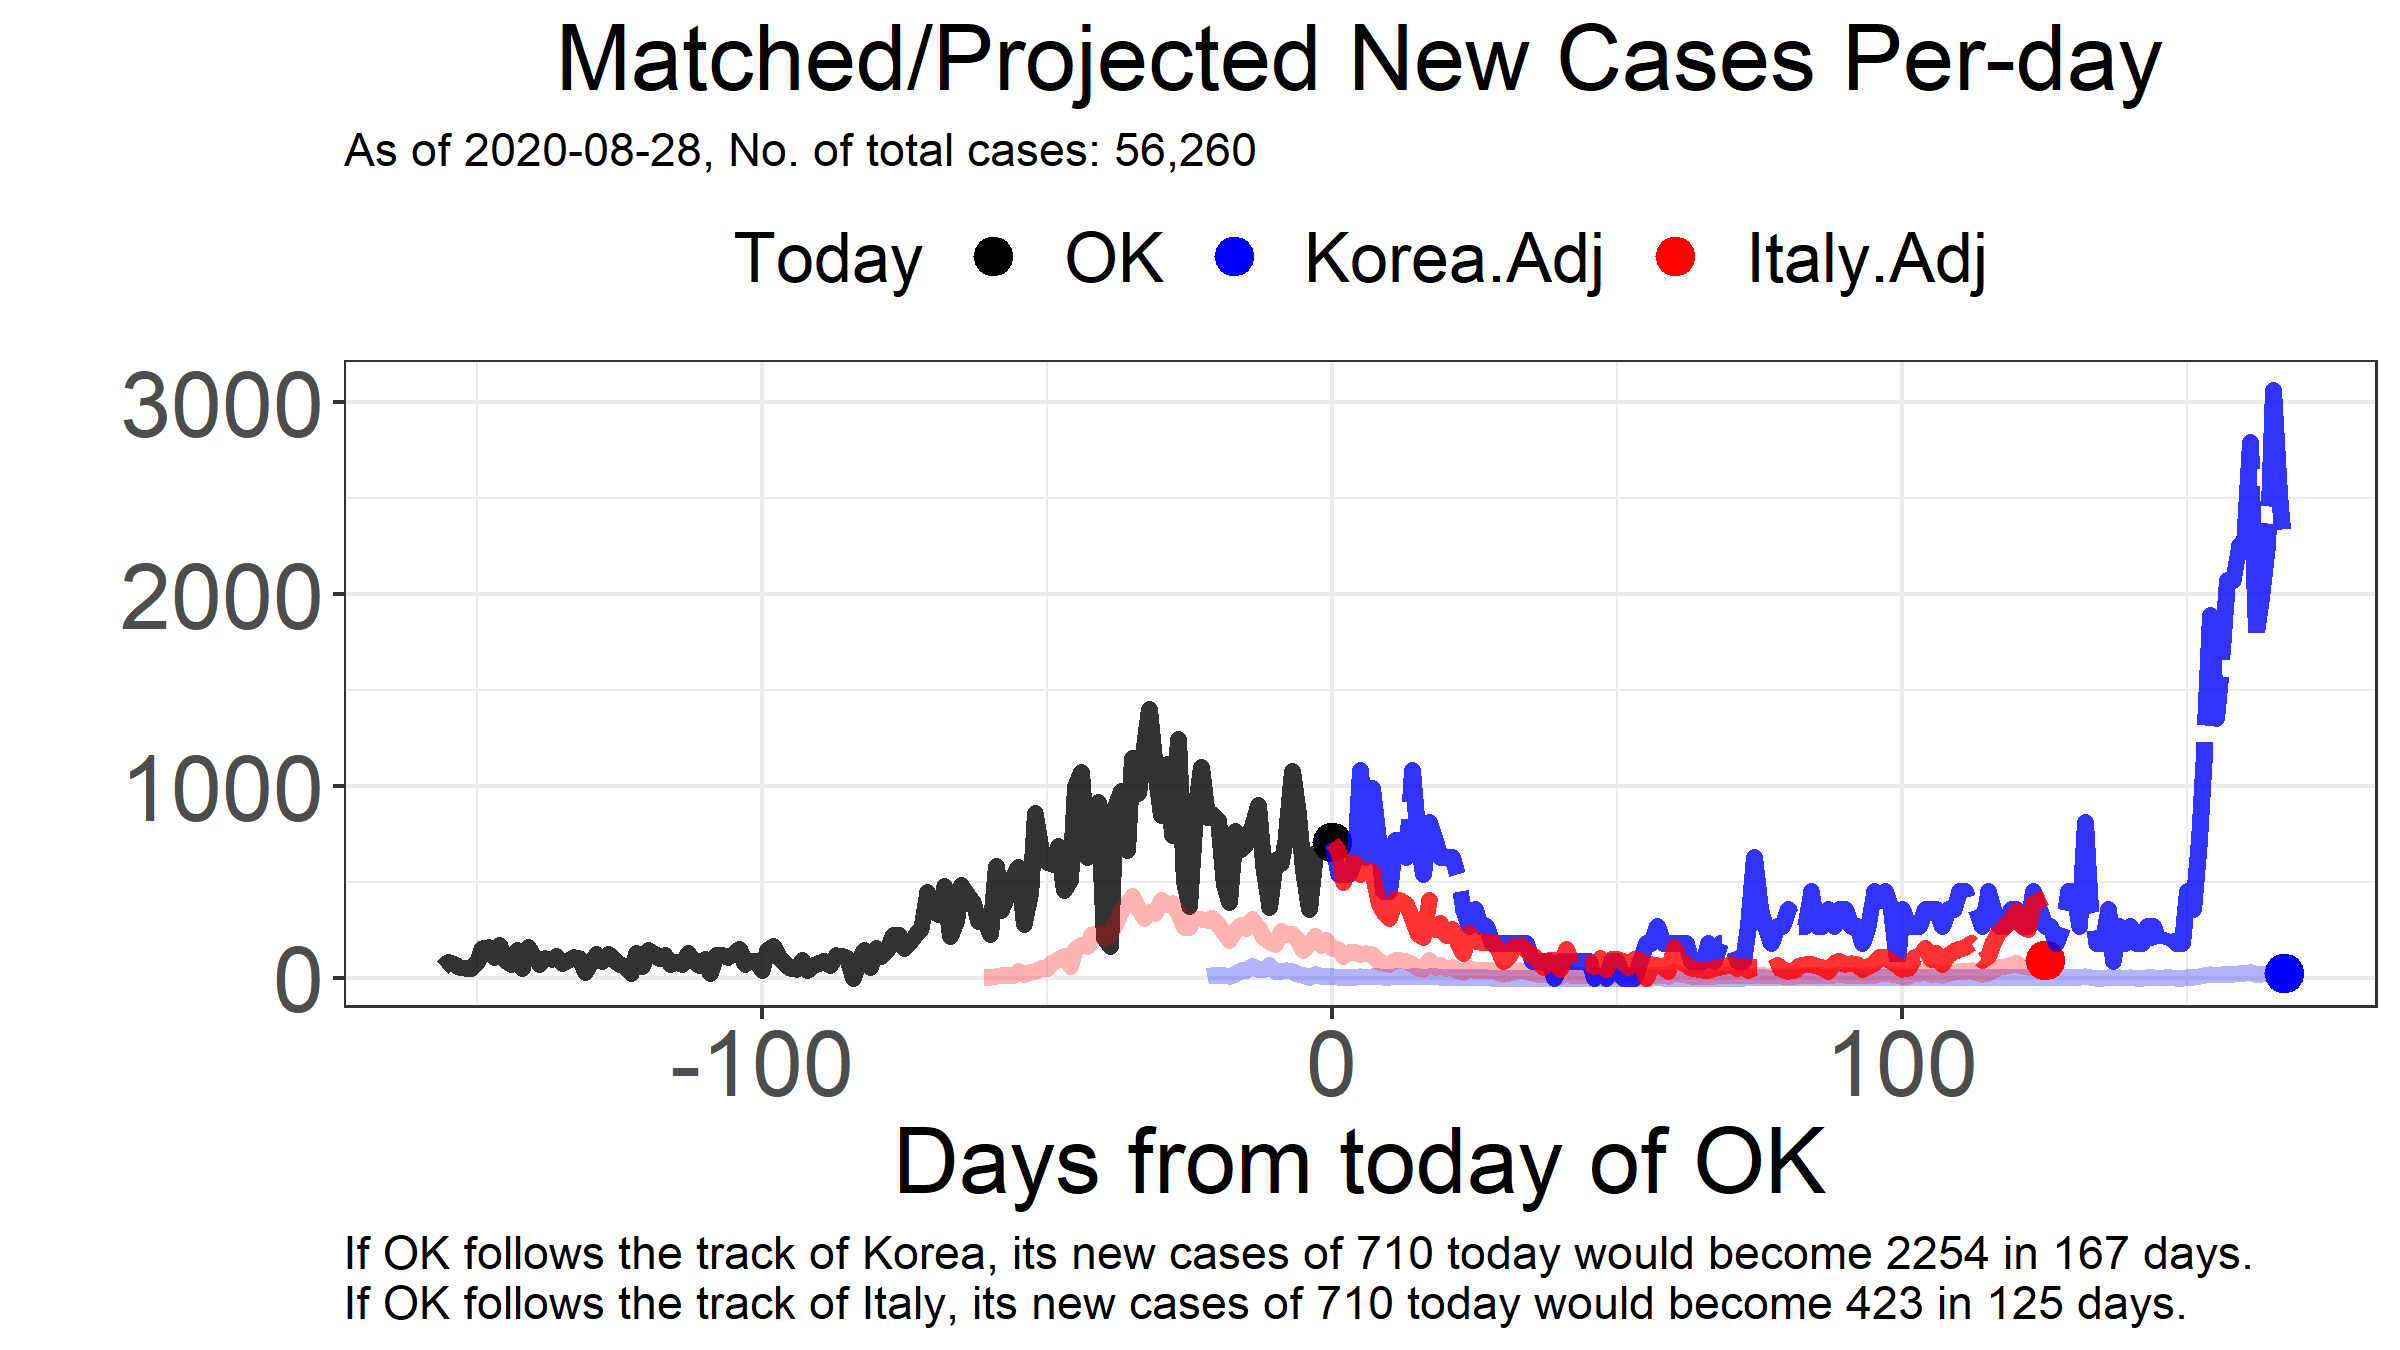 Matched/Projected New Cases Per-day
As of 2020-08-28, No. of total cases: 56,260
Today OK Korea.Adj Italy.Adj
3000
2000
1000
0
-100 0 100
Days from today of OK
If OK follows the track of Korea, its new cases of 710 today would become 2254 in 167 days.
If OK follows the track of Italy, its new cases of 710 today would become 423 in 125 days.